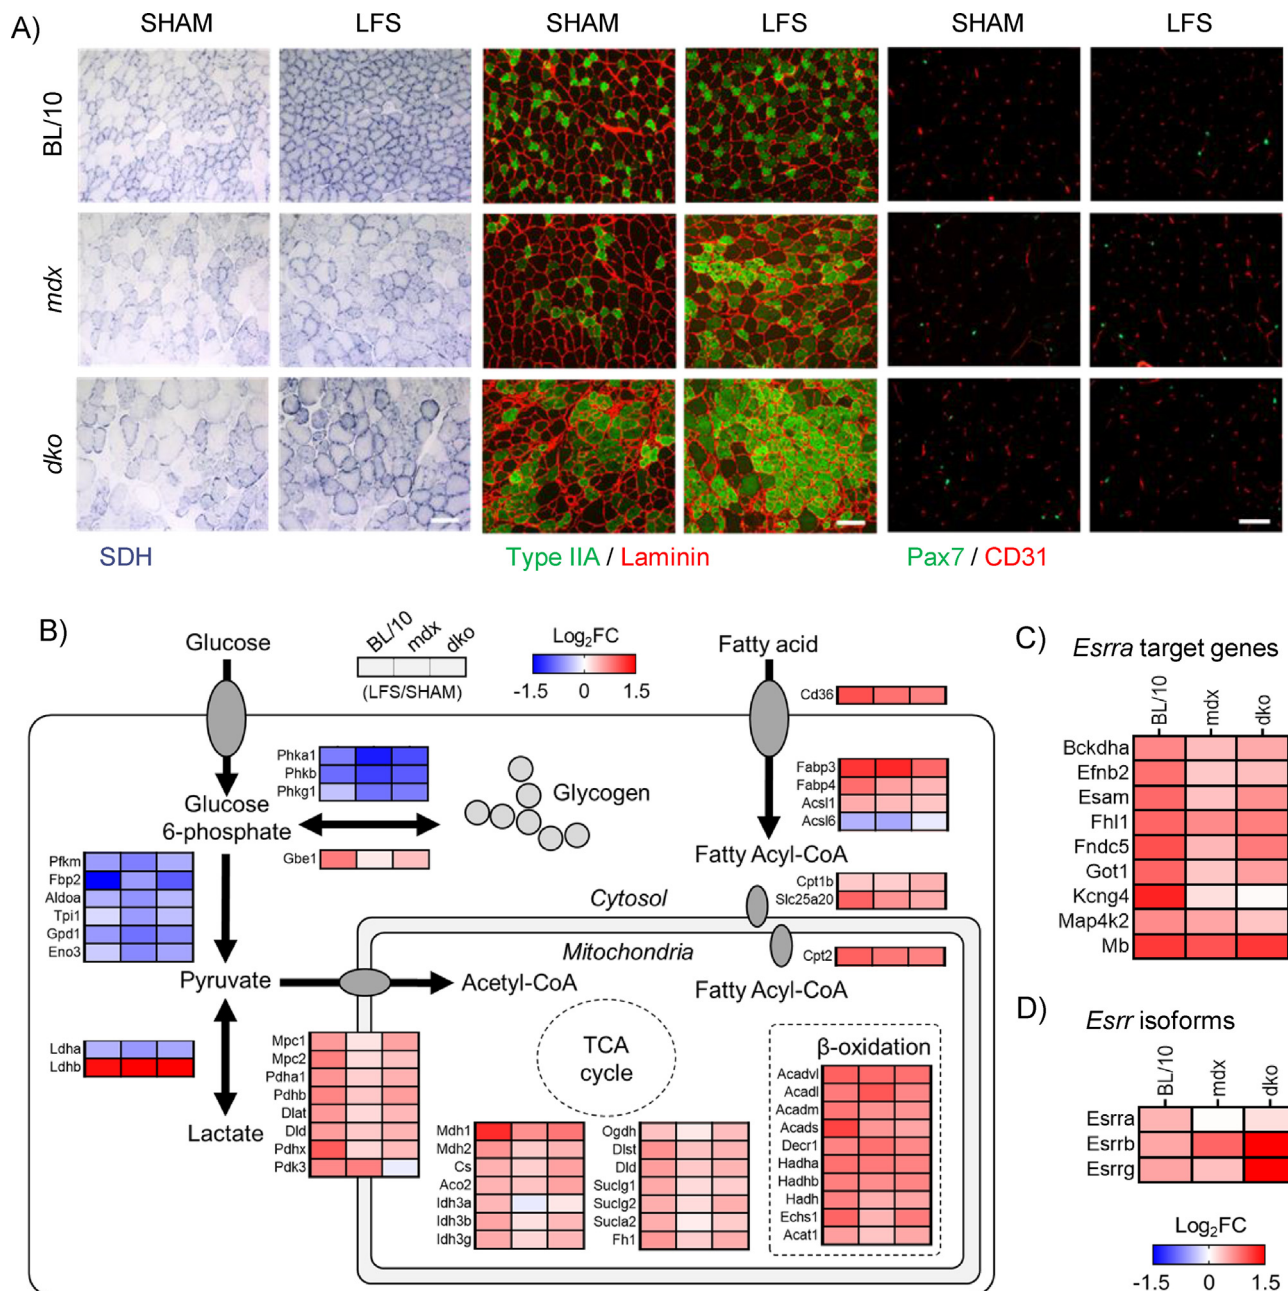 A)
SHAM LFS SHAM LFS SHAM LFS
BL/10
mdx
dko
SDH Type IIA / Laminin Pax7 / CD31
B)
Glucose
BL/10 mdx dko
(LFS/SHAM)
Log2FC
-1.5 0 1.5
Fatty acid
Cd36
Phka1
Phkb
Phkg1
Glycogen
Fabp3
Fabp4
Acsl1
Acsl6
Glucose
6-phosphate
Gbe1
Fatty Acyl-CoA
Pfkm
Fbp2
Aldoa
Tpi1
Gpd1
Eno3
Cpt1b
Slc25a20
Cytosol
Mitochondria
Cpt2
Pyruvate
Acetyl-CoA
Fatty Acyl-CoA
Ldha
Ldhb
Lactate
Mpc1
Mpc2
Pdha1
Pdhb
Dlat
Dld
Pdhx
Pdk3
TCA
cycle
Mdh1
Mdh2
Cs
Aco2
Idh3a
Idh3b
Idh3g
Ogdh
Dlst
Dld
Suclg1
Suclg2
Sucla2
Fh1
β-oxidation
Acadvl
Acadl
Acadm
Acads
Decr1
Hadha
Hadhb
Hadh
Echs1
Acat1
C)
Esrra target genes
BL/10 mdx dko
Bckdha
Efnb2
Esam
Fhl1
Fndc5
Got1
Kcng4
Map4k2
Mb
D)
Esrr isoforms
BL/10 mdx dko
Esrra
Esrrb
Esrrg
Log2FC
-1.5 0 1.5